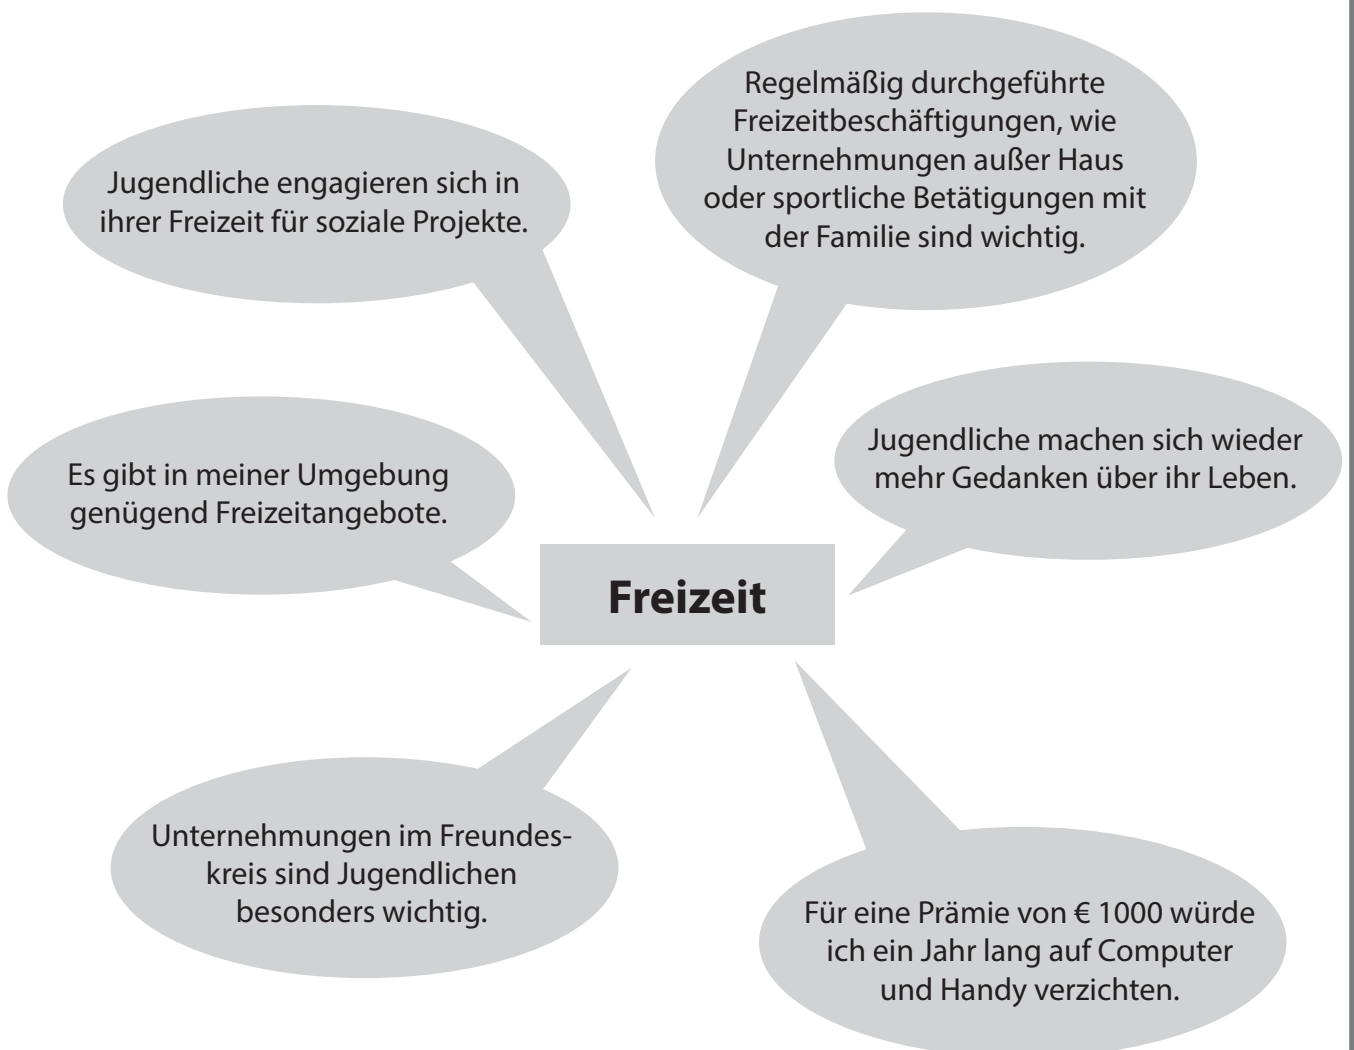 Jugendliche engagieren sich in
ihrer Freizeit für soziale Projekte.
Regelmäßig durchgeführte
Freizeitbeschäftigungen, wie
Unternehmungen außer Haus
oder sportliche Betätigungen mit
der Familie sind wichtig.
Es gibt in meiner Umgebung
genügend Freizeitangebote.
Jugendliche machen sich wieder
mehr Gedanken über ihr Leben.
Freizeit
Unternehmungen im Freundes-
kreis sind Jugendlichen
besonders wichtig.
Für eine Prämie von € 1000 würde
ich ein Jahr lang auf Computer
und Handy verzichten.